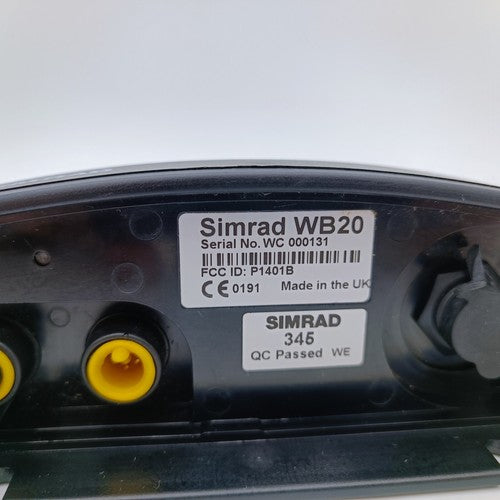 Simrad WB20
Serial No. WC 000131
FCC ID: P1401B
CE 0191 Made in the UK
SIMRAD
345
QC Passed WE